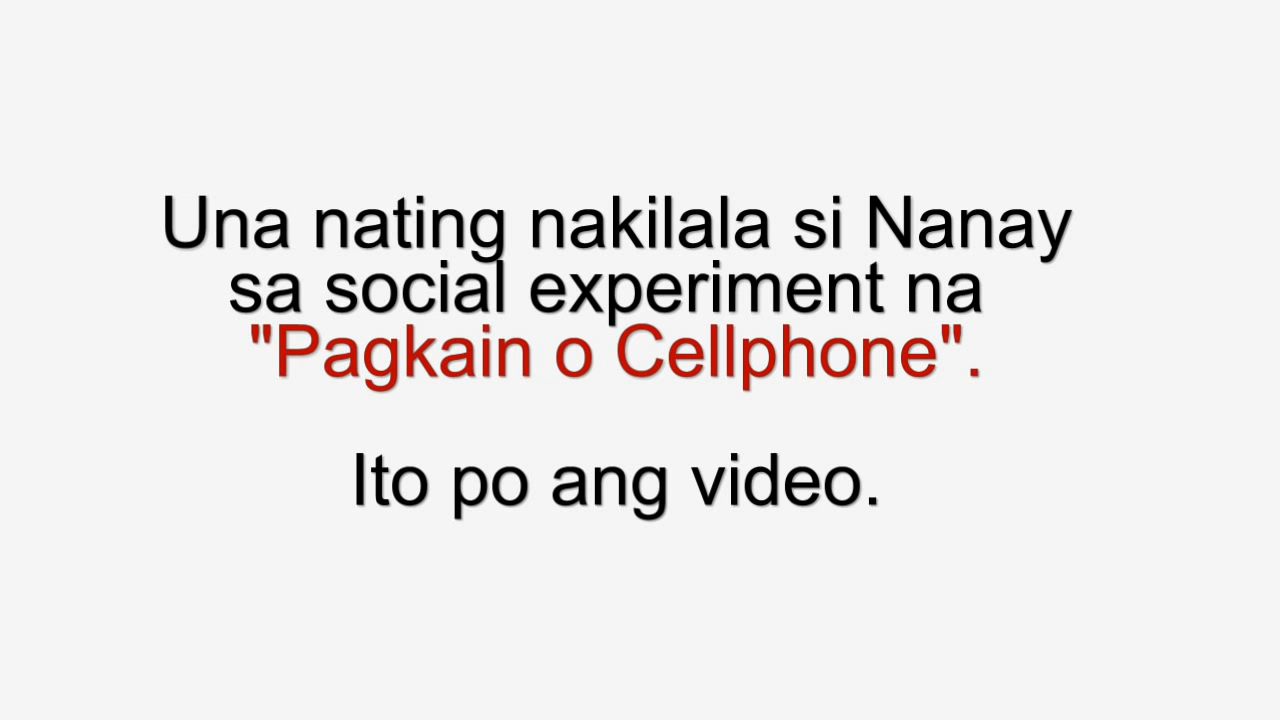 Una nating nakilala si Nanay
sa social experiment na
"Pagkain o Cellphone".
Ito po ang video.